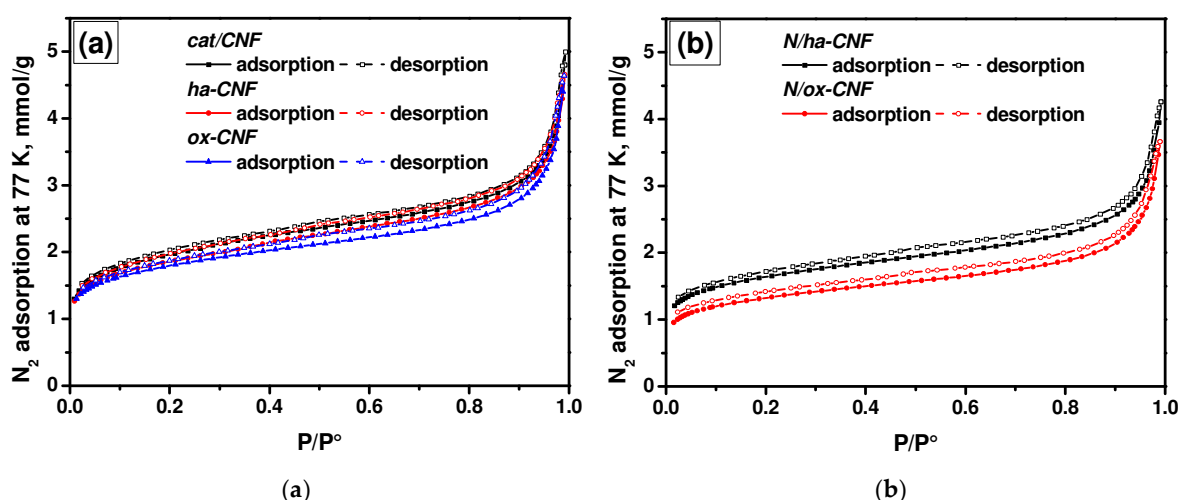 (a)
cat/CNF
adsorption desorption
ha-CNF
adsorption desorption
ox-CNF
adsorption desorption
N2 adsorption at 77 K, mmol/g
5
4
3
2
1
0
0.0 0.2 0.4 0.6 0.8 1.0
P/P°
(a)
(b)
N/ha-CNF
adsorption desorption
N/ox-CNF
adsorption desorption
N2 adsorption at 77 K, mmol/g
5
4
3
2
1
0
0.0 0.2 0.4 0.6 0.8 1.0
P/P°
(b)